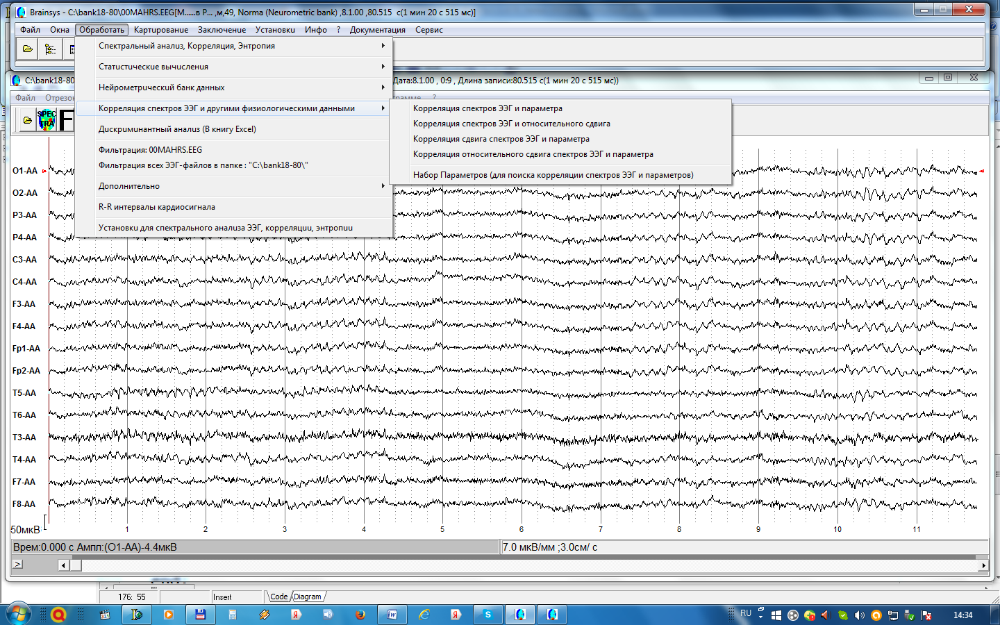 Brainsys - C:\bank18-80\00MAHRS.EEG[М......в Р... ,м,49, Norma (Neurometric bank) ,8.1.00 ,80.515  с(1 мин 20 с 515 мс)]
Файл Окна Обработать Картирование Заключение Установки Инфо ? Документация Сервис
Спектральный анализ, Корреляция, Энтропия
Статистические вычисления
Нейрометрический банк данных
Корреляция спектров ЭЭГ и другими физиологическими данными
Дискриминантный анализ (В книгу Excel)
Фильтрация: 00MAHRS.EEG
Фильтрация всех ЭЭГ-файлов в папке : "C:\bank18-80\"
Дополнительно
R-R интервалы кардиосигнала
Установки для спектрального анализа ЭЭГ, корреляции, энтропии
Корреляция спектров ЭЭГ и параметра
Корреляция спектров ЭЭГ и относительного сдвига
Корреляция сдвига спектров ЭЭГ и параметра
Корреляция относительного сдвига спектров ЭЭГ и параметра
Набор Параметров (для поиска корреляции спектров ЭЭГ и параметров)
C:\bank18-80 Дата:8.1.00 , 0:9 , Длина записи:80.515 с(1 мин 20 с 515 мс))
Файл Отрезо ?
SPEC
TRA
F
O1-AA
O2-AA
P3-AA
P4-AA
C3-AA
C4-AA
F3-AA
F4-AA
Fp1-AA
Fp2-AA
T5-AA
T6-AA
T3-AA
T4-AA
F7-AA
F8-AA
50мкВ 1 2 3 4 5 6 7 8 9 10 11
Врем:0.000 с Ампл:(O1-AA)-4.4мкВ 7.0 мкВ/мм ;3.0см/ с
>
176: 55 Insert Code Diagram
RU 14:34